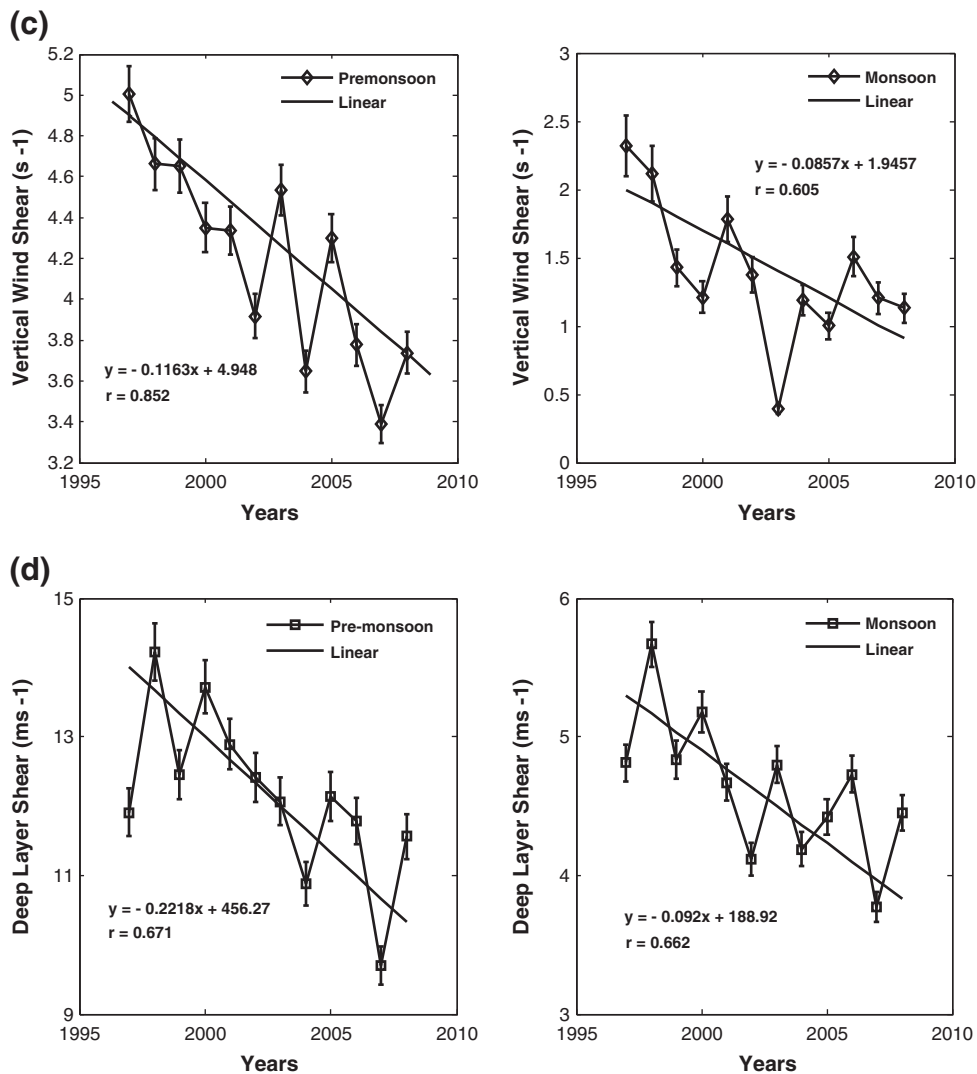 (c)
Vertical Wind Shear (s -1)
5.2
5
4.8
4.6
4.4
4.2
4
3.8
3.6
3.4
3.2
Premonsoon
Linear
y = - 0.1163x + 4.948
r = 0.852
1995
2000
2005
2010
Years
Vertical Wind Shear (s -1)
3
2.5
2
1.5
1
0.5
0
Monsoon
Linear
y = - 0.0857x + 1.9457
r = 0.605
1995
2000
2005
2010
Years
(d)
Deep Layer Shear (ms -1)
15
13
11
9
Pre-monsoon
Linear
y = - 0.2218x + 456.27
r = 0.671
1995
2000
2005
2010
Years
Deep Layer Shear (ms -1)
6
5
4
3
Monsoon
Linear
y = - 0.092x + 188.92
r = 0.662
1995
2000
2005
2010
Years